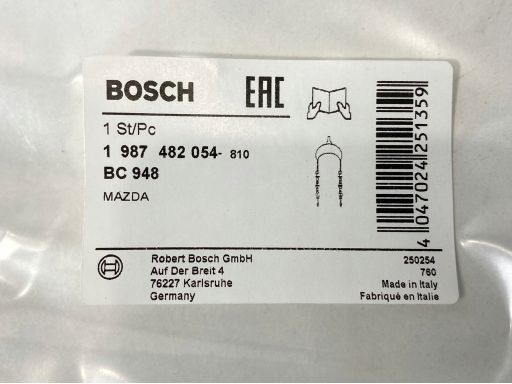 BOSCH
EAC
1 St/Pc
1 987 482 054- 810
BC 948
MAZDA
4 047024 251359
Robert Bosch GmbH
Auf Der Breit 4
76227 Karlsruhe
Germany
250254
760
Made in Italy
Fabriqué en Italie